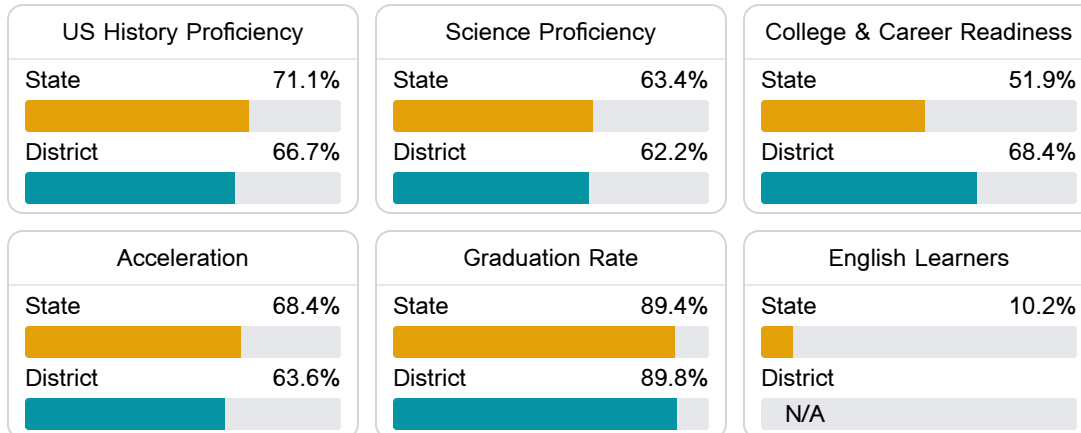 US History Proficiency
State 71.1%
District 66.7%
Science Proficiency
State 63.4%
District 62.2%
College & Career Readiness
State 51.9%
District 68.4%
Acceleration
State 68.4%
District 63.6%
Graduation Rate
State 89.4%
District 89.8%
English Learners
State 10.2%
District
N/A